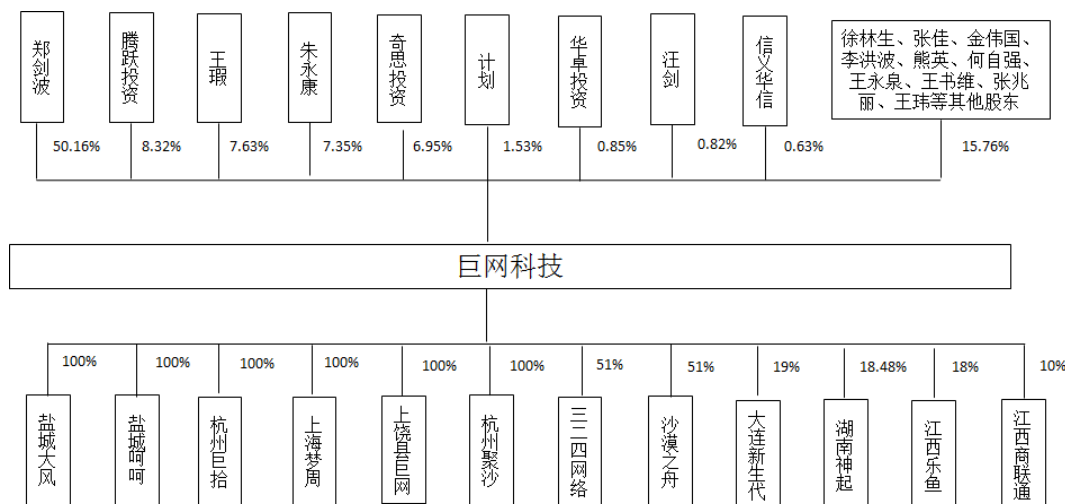 郑剑波
腾跃投资
王瑕
朱永康
奇思投资
计划
华卓投资
汪剑
信义华信
徐林生、张佳、金伟国、
李洪波、熊英、何自强、
王永泉、王书维、张兆
丽、王玮等其他股东
50.16%
8.32%
7.63%
7.35%
6.95%
1.53%
0.85%
0.82%
0.63%
15.76%
巨网科技
100%
100%
100%
100%
100%
100%
51%
51%
19%
18.48%
18%
10%
盐城大风
盐城呵呵
杭州巨拾
上海梦周
上饶县巨网
杭州聚沙
三二四网络
沙漠之舟
大连新生代
湖南神起
江西乐鱼
江西商联通